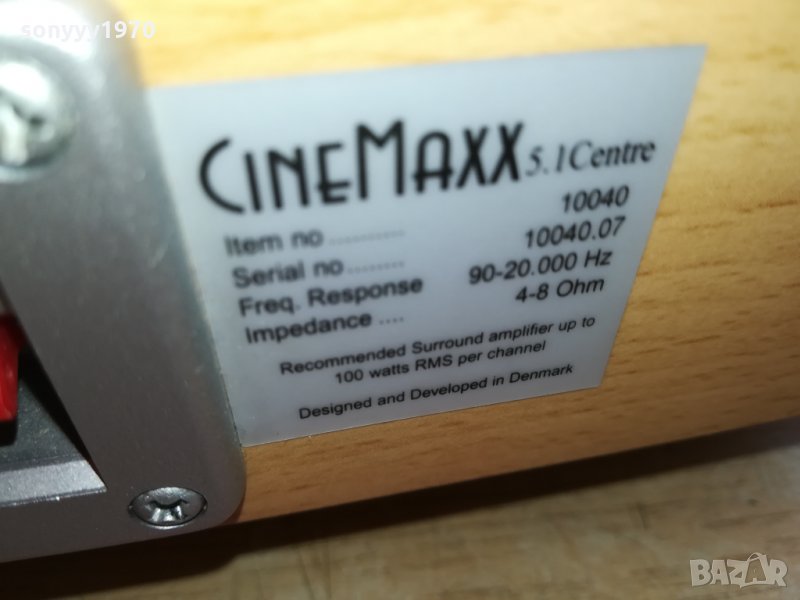 sonyyy1970
CINEMAXX 5.1Centre
Item no .......... 10040
Serial no ........ 10040.07
Freq. Response 90-20.000 Hz
Impedance .... 4-8 Ohm
Recommended Surround amplifier up to
100 watts RMS per channel
Designed and Developed in Denmark
BAZAR